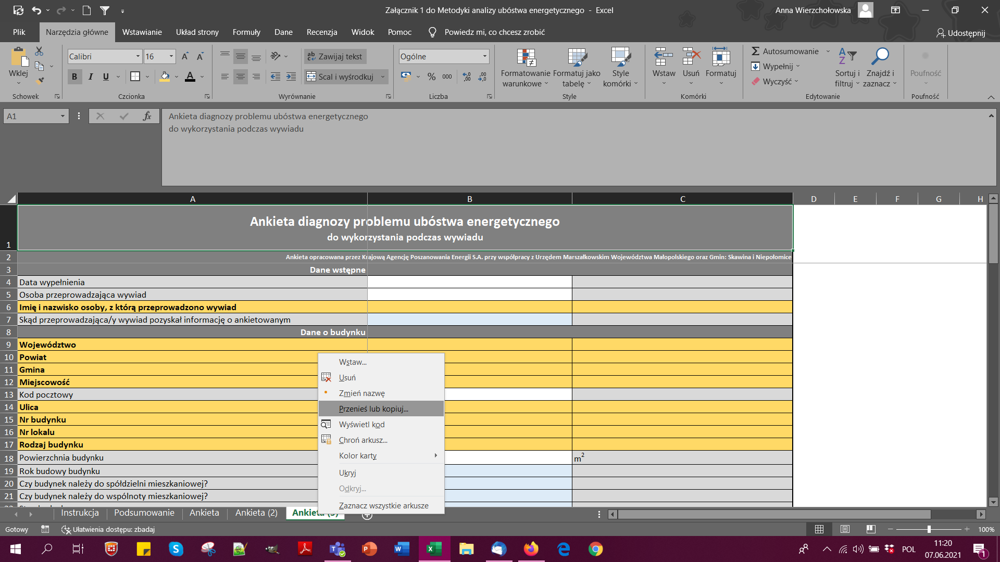 Załącznik 1 do Metodyki analizy ubóstwa energetycznego - Excel
Anna Wierzchołowska
Plik Narzędzia główne Wstawianie Układ strony Formuły Dane Recenzja Widok Pomoc Powiedz mi, co chcesz zrobić Udostępnij
Wklej
Schowek
Calibri 16
B I U A
Czcionka
Zawijaj tekst
Scal i wyśrodkuj
Wyrównanie
Ogólne
% 000
Liczba
Formatowanie warunkowe
Formatuj jako tabelę
Style komórki
Style
Wstaw Usuń Formatuj
Komórki
Autosumowanie
Wypełnij
Wyczyść
Sortuj i filtruj
Znajdź i zaznacz
Edytowanie
Poufność
Poufność
A1
fx
Ankieta diagnozy problemu ubóstwa energetycznego
do wykorzystania podczas wywiadu
A B C D E F G H
1 Ankieta diagnozy problemu ubóstwa energetycznego
do wykorzystania podczas wywiadu
2 Ankieta opracowana przez Krajową Agencję Poszanowania Energii S.A. przy współpracy z Urzędem Marszałkowskim Województwa Małopolskiego oraz Gmin: Skawina i Niepołomice
3 Dane wstępne
4 Data wypełnienia
5 Osoba przeprowadzająca wywiad
6 Imię i nazwisko osoby, z którą przeprowadzono wywiad
7 Skąd przeprowadzająca/y wywiad pozyskał informację o ankietowanym
8 Dane o budynku
9 Województwo
10 Powiat
11 Gmina
12 Miejscowość
13 Kod pocztowy
14 Ulica
15 Nr budynku
16 Nr lokalu
17 Rodzaj budynku
18 Powierzchnia budynku m²
19 Rok budowy budynku
20 Czy budynek należy do spółdzielni mieszkaniowej?
21 Czy budynek należy do wspólnoty mieszkaniowej?
Wstaw...
Usuń
Zmień nazwę
Przenieś lub kopiuj...
Wyświetl kod
Chroń arkusz...
Kolor karty
Ukryj
Odkryj...
Zaznacz wszystkie arkusze
Instrukcja Podsumowanie Ankieta Ankieta (2) Ankieta (3)
Gotowy Ułatwienia dostępu: zbadaj 100%
POL
11:20
07.06.2021
1